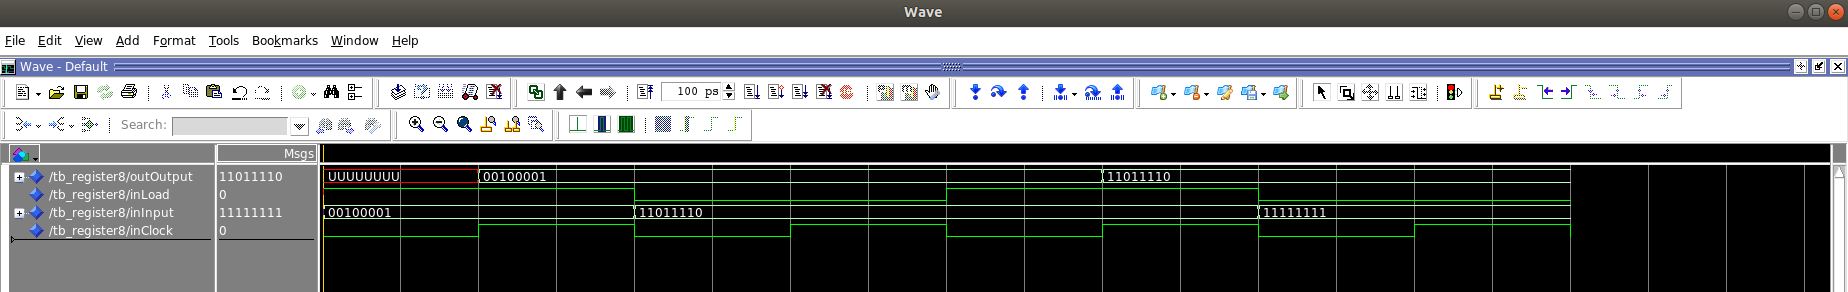 Wave
File Edit View Add Format Tools Bookmarks Window Help
Wave - Default
100 ps
Search:
Msgs
/tb_register8/outOutput 11011110 UUUUUUUU 00100001 11011110
/tb_register8/inLoad 0
/tb_register8/inInput 11111111 00100001 11011110 11111111
/tb_register8/inClock 0